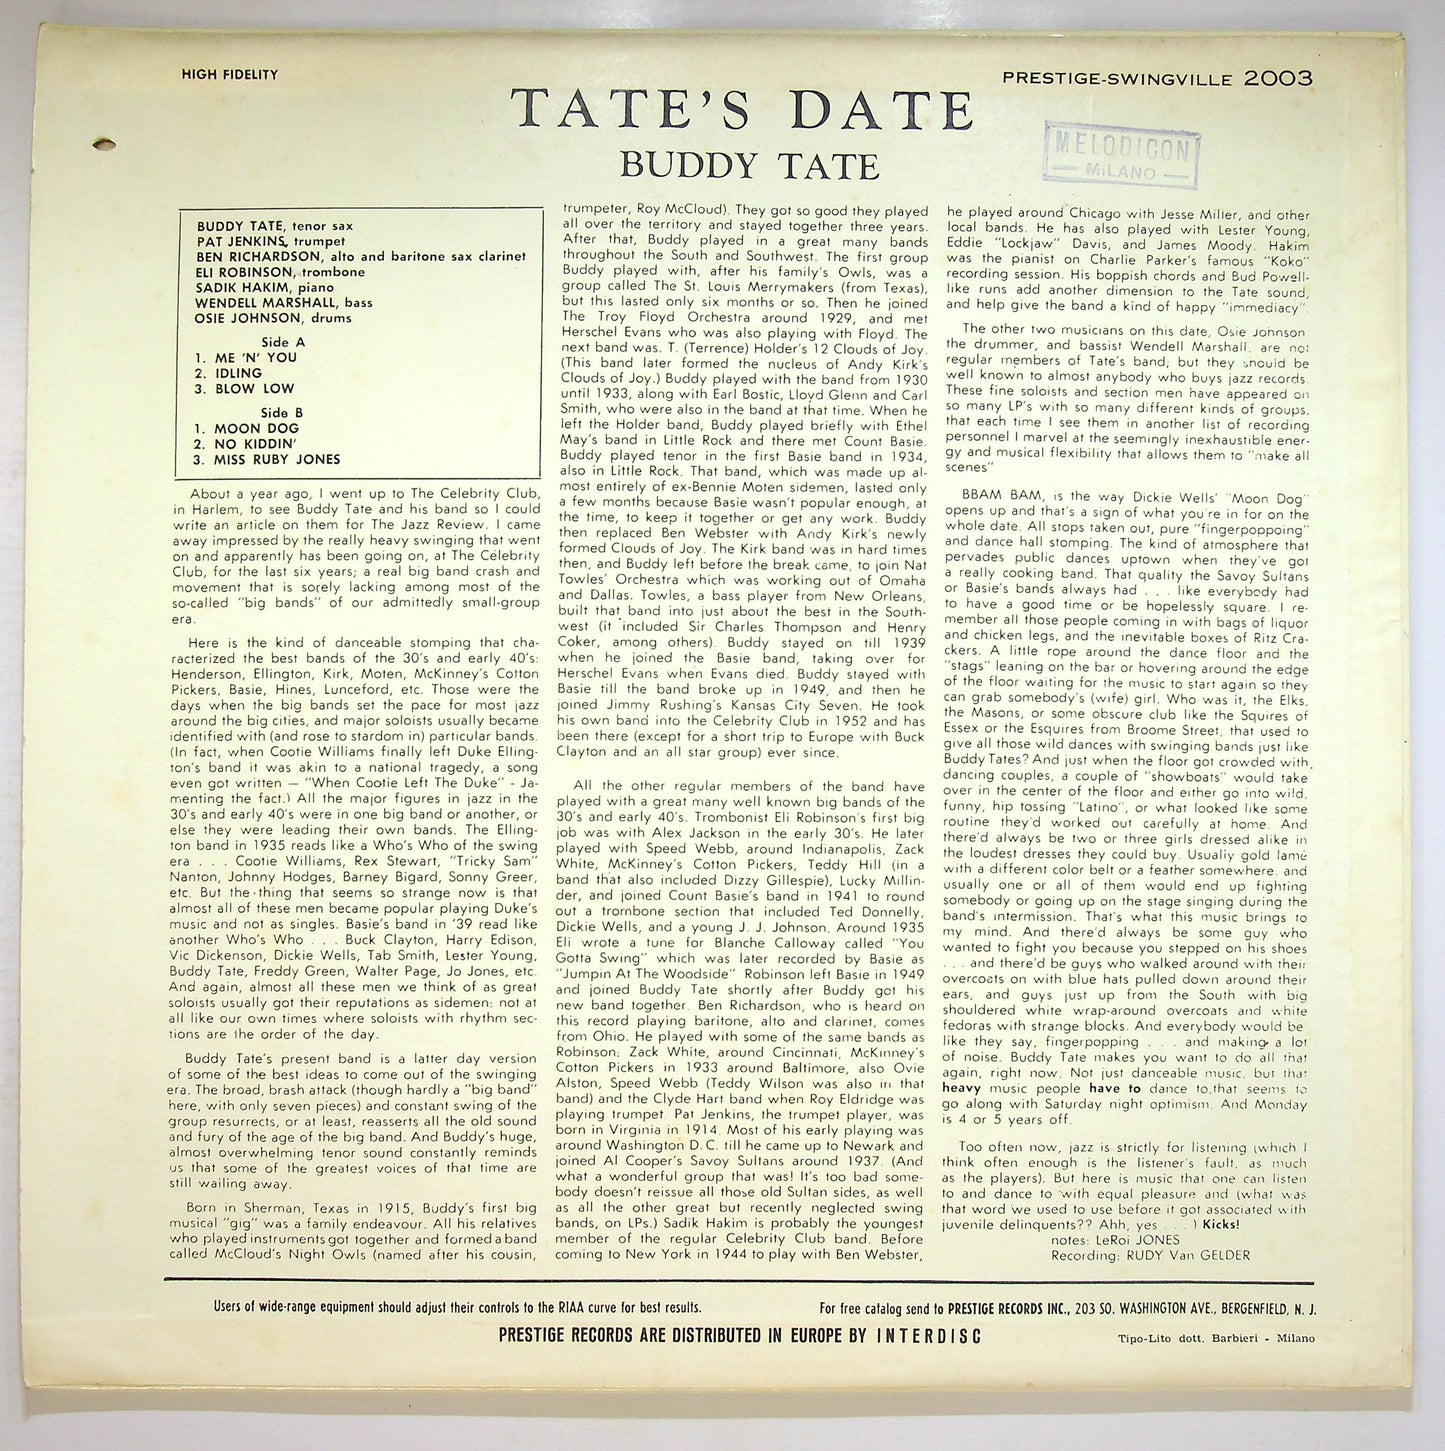 HIGH FIDELITY
PRESTIGE-SWINGVILLE 2003
TATE'S DATE
BUDDY TATE
MELODICON
MILANO
BUDDY TATE, tenor sax
PAT JENKINS, trumpet
BEN RICHARDSON, alto and baritone sax clarinet
ELI ROBINSON, trombone
SADIK HAKIM, piano
WENDELL MARSHALL, bass
OSIE JOHNSON, drums
Side A
1. ME 'N' YOU
2. IDLING
3. BLOW LOW
Side B
1. MOON DOG
2. NO KIDDIN'
3. MISS RUBY JONES
About a year ago, I went up to The Celebrity Club,
in Harlem, to see Buddy Tate and his band so I could
write an article on them for The Jazz Review. I came
away impressed by the really heavy swinging that went
on and apparently has been going on, at The Celebrity
Club, for the last six years; a real big band crash and
movement that is sorely lacking among most of the
so-called "big bands" of our admittedly small-group
era.
Here is the kind of danceable stomping that cha-
racterized the best bands of the 30's and early 40's:
Henderson, Ellington, Kirk, Moten, McKinney's Cotton
Pickers, Basie, Hines, Lunceford, etc. Those were the
days when the big bands set the pace for most jazz
around the big cities, and major soloists usually became
identified with (and rose to stardom in) particular bands.
(In fact, when Cootie Williams finally left Duke Elling-
ton's band it was akin to a national tragedy, a song
even got written — "When Cootie Left The Duke" - Ja-
menting the fact.) All the major figures in jazz in the
30's and early 40's were in one big band or another, or
else they were leading their own bands. The Elling-
ton band in 1935 reads like a Who's Who of the swing
era . . . Cootie Williams, Rex Stewart, "Tricky Sam"
Nanton, Johnny Hodges, Barney Bigard, Sonny Greer,
etc. But the thing that seems so strange now is that
almost all of these men became popular playing Duke's
music and not as singles. Basie's band in '39 read like
another Who's Who . . . Buck Clayton, Harry Edison,
Vic Dickenson, Dickie Wells, Tab Smith, Lester Young,
Buddy Tate, Freddy Green, Walter Page, Jo Jones, etc.
And again, almost all these men we think of as great
soloists usually got their reputations as sidemen: not at
all like our own times where soloists with rhythm sec-
tions are the order of the day.
Buddy Tate's present band is a latter day version
of some of the best ideas to come out of the swinging
era. The broad, brash attack (though hardly a "big band"
here, with only seven pieces) and constant swing of the
group resurrects, or at least, reasserts all the old sound
and fury of the age of the big band. And Buddy's huge,
almost overwhelming tenor sound constantly reminds
us that some of the greatest voices of that time are
still wailing away.
Born in Sherman, Texas in 1915, Buddy's first big
musical "gig" was a family endeavour. All his relatives
who played instruments got together and formed a band
called McCloud's Night Owls (named after his cousin,
trumpeter, Roy McCloud). They got so good they played
all over the territory and stayed together three years.
After that, Buddy played in a great many bands
throughout the South and Southwest. The first group
Buddy played with, after his family's Owls, was a
group called The St. Louis Merrymakers (from Texas),
but this lasted only six months or so. Then he joined
The Troy Floyd Orchestra around 1929, and met
Herschel Evans who was also playing with Floyd. The
next band was. T. (Terrence) Holder's 12 Clouds of Joy.
(This band later formed the nucleus of Andy Kirk's
Clouds of Joy.) Buddy played with the band from 1930
until 1933, along with Earl Bostic, Lloyd Glenn and Carl
Smith, who were also in the band at that time. When he
left the Holder band, Buddy played briefly with Ethel
May's band in Little Rock and there met Count Basie.
Buddy played tenor in the first Basie band in 1934,
also in Little Rock. That band, which was made up al-
most entirely of ex-Bennie Moten sidemen, lasted only
a few months because Basie wasn't popular enough, at
the time, to keep it together or get any work. Buddy
then replaced Ben Webster with Andy Kirk's newly
formed Clouds of Joy. The Kirk band was in hard times
then, and Buddy left before the break came, to join Nat
Towles' Orchestra which was working out of Omaha
and Dallas. Towles, a bass player from New Orleans,
built that band into just about the best in the South-
west (it included Sir Charles Thompson and Henry
Coker, among others). Buddy stayed on till 1939
when he joined the Basie band, taking over for
Herschel Evans when Evans died. Buddy stayed with
Basie till the band broke up in 1949, and then he
joined Jimmy Rushing's Kansas City Seven. He took
his own band into the Celebrity Club in 1952 and has
been there (except for a short trip to Europe with Buck
Clayton and an all star group) ever since.
All the other regular members of the band have
played with a great many well known big bands of the
30's and early 40's. Trombonist Eli Robinson's first big
job was with Alex Jackson in the early 30's. He later
played with Speed Webb, around Indianapolis, Zack
White, McKinney's Cotton Pickers, Teddy Hill (in a
band that also included Dizzy Gillespie), Lucky Millin-
der, and joined Count Basie's band in 1941 to round
out a trombone section that included Ted Donnelly,
Dickie Wells, and a young J. J. Johnson. Around 1935
Eli wrote a tune for Blanche Calloway called "You
Gotta Swing" which was later recorded by Basie as
"Jumpin At The Woodside" Robinson left Basie in 1949
and joined Buddy Tate shortly after Buddy got his
new band together. Ben Richardson, who is heard on
this record playing baritone, alto and clarinet, comes
from Ohio. He played with some of the same bands as
Robinson: Zack White, around Cincinnati, McKinney's
Cotton Pickers in 1933 around Baltimore, also Ovie
Alston, Speed Webb (Teddy Wilson was also in that
band) and the Clyde Hart band when Roy Eldridge was
playing trumpet. Pat Jenkins, the trumpet player, was
born in Virginia in 1914. Most of his early playing was
around Washington D.C. till he came up to Newark and
joined Al Cooper's Savoy Sultans around 1937. (And
what a wonderful group that was! It's too bad some-
body doesn't reissue all those old Sultan sides, as well
as all the other great but recently neglected swing
bands, on LPs.) Sadik Hakim is probably the youngest
member of the regular Celebrity Club band. Before
coming to New York in 1944 to play with Ben Webster,
he played around Chicago with Jesse Miller, and other
local bands. He has also played with Lester Young,
Eddie "Lockjaw" Davis, and James Moody. Hakim
was the pianist on Charlie Parker's famous "Koko"
recording session. His boppish chords and Bud Powell-
like runs add another dimension to the Tate sound,
and help give the band a kind of happy "immediacy".
The other two musicians on this date, Osie Johnson
the drummer, and bassist Wendell Marshall, are not
regular members of Tate's band; but they should be
well known to almost anybody who buys jazz records.
These fine soloists and section men have appeared on
so many LP's with so many different kinds of groups,
that each time I see them in another list of recording
personnel I marvel at the seemingly inexhaustible ener-
gy and musical flexibility that allows them to "make all
scenes"
BBAM BAM, is the way Dickie Wells' "Moon Dog"
opens up and that's a sign of what you're in for on the
whole date. All stops taken out, pure "fingerpoppoing"
and dance hall stomping. The kind of atmosphere that
pervades public dances uptown when they've got
a really cooking band. That quality the Savoy Sultans
or Basie's bands always had . . . like everybody had
to have a good time or be hopelessly square. I re-
member all those people coming in with bags of liquor
and chicken legs, and the inevitable boxes of Ritz Cra-
ckers. A little rope around the dance floor and the
"stags" leaning on the bar or hovering around the edge
of the floor waiting for the music to start again so they
can grab somebody's (wife) girl. Who was it, the Elks,
the Masons, or some obscure club like the Squires of
Essex or the Esquires from Broome Street, that used to
give all those wild dances with swinging bands just like
Buddy Tates? And just when the floor got crowded with
dancing couples, a couple of "showboats" would take
over in the center of the floor and either go into wild,
funny, hip tossing "Latino", or what looked like some
routine they'd worked out carefully at home. And
there'd always be two or three girls dressed alike in
the loudest dresses they could buy. Usually gold lamé
with a different color belt or a feather somewhere. and
usually one or all of them would end up fighting
somebody or going up on the stage singing during the
band's intermission. That's what this music brings to
my mind. And there'd always be some guy who
wanted to fight you because you stepped on his shoes
. . . and there'd be guys who walked around with their
overcoats on with blue hats pulled down around their
ears, and guys just up from the South with big
shouldered white wrap-around overcoats and white
fedoras with strange blocks. And everybody would be
like they say, fingerpopping . . . and making a lot
of noise. Buddy Tate makes you want to do all that
again, right now. Not just danceable music, but that
heavy music people have to dance to,that seems to
go along with Saturday night optimism. And Monday
is 4 or 5 years off.
Too often now, jazz is strictly for listening (which I
think often enough is the listener's fault, as much
as the players). But here is music that one can listen
to and dance to with equal pleasure and (what was
that word we used to use before it got associated with
juvenile delinquents?? Ahh, yes . . . ) Kicks!
notes: LeRoi JONES
Recording: RUDY Van GELDER
Users of wide-range equipment should adjust their controls to the RIAA curve for best results.
For free catalog send to PRESTIGE RECORDS INC., 203 SO. WASHINGTON AVE., BERGENFIELD, N. J.
PRESTIGE RECORDS ARE DISTRIBUTED IN EUROPE BY INTERDISC
Tipo-Lito dott. Barbieri - Milano